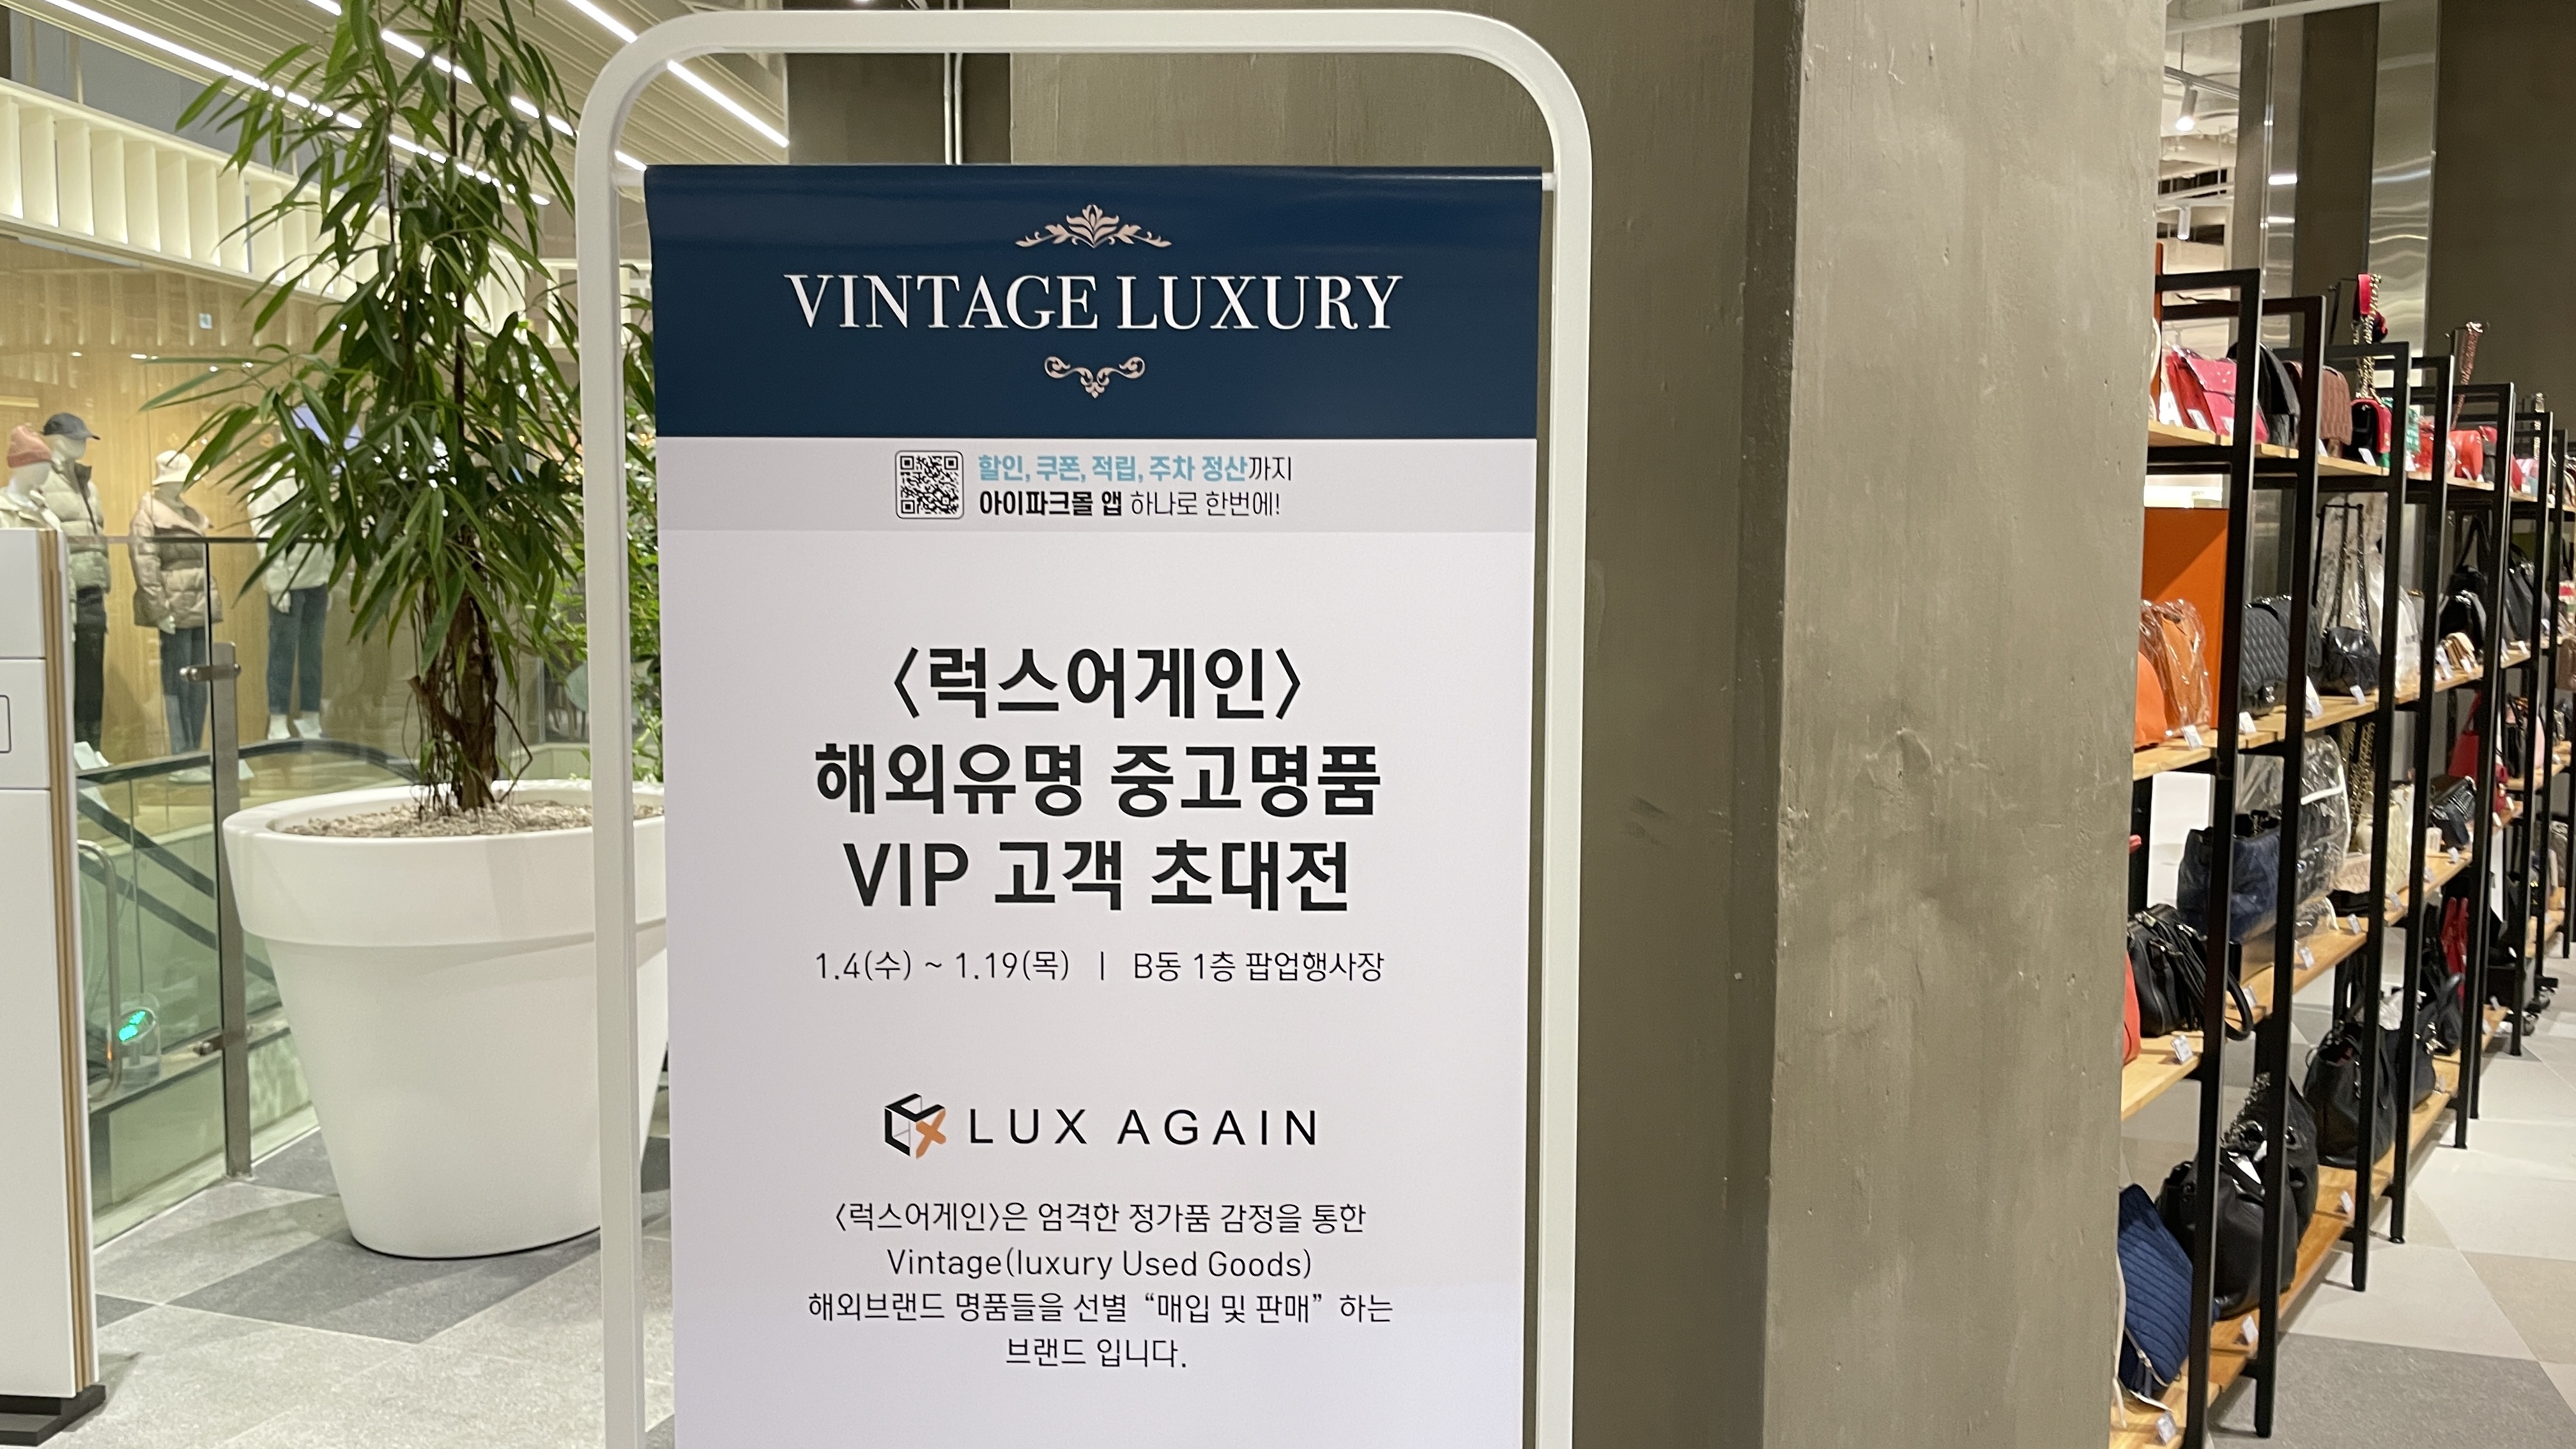 VINTAGE LUXURY
할인, 쿠폰, 적립, 주차 정산까지
아이파크몰 앱 하나로 한번에!
〈럭스어게인〉
해외유명 중고명품
VIP 고객 초대전
1.4(수) ~ 1.19(목) | B동 1층 팝업행사장
LUX AGAIN
〈럭스어게인〉은 엄격한 정가품 감정을 통한
Vintage(luxury Used Goods)
해외브랜드 명품들을 선별 “매입 및 판매” 하는
브랜드 입니다.